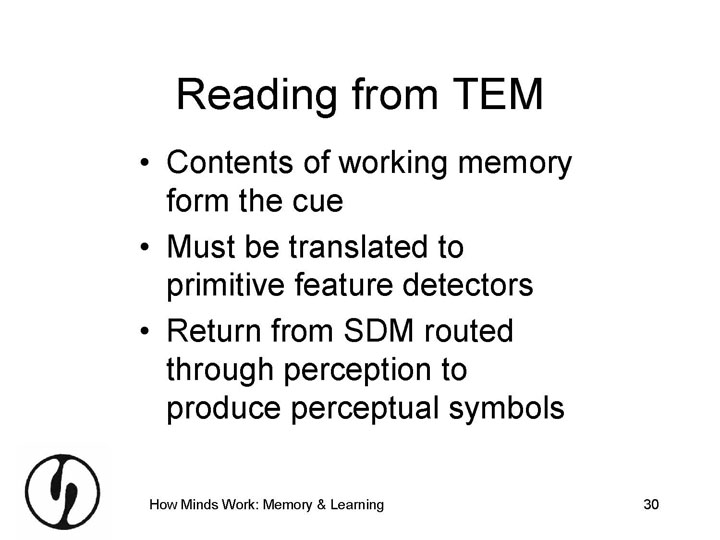 Reading from TEM
• Contents of working memory
form the cue
• Must be translated to
primitive feature detectors
• Return from SDM routed
through perception to
produce perceptual symbols
How Minds Work: Memory & Learning
30